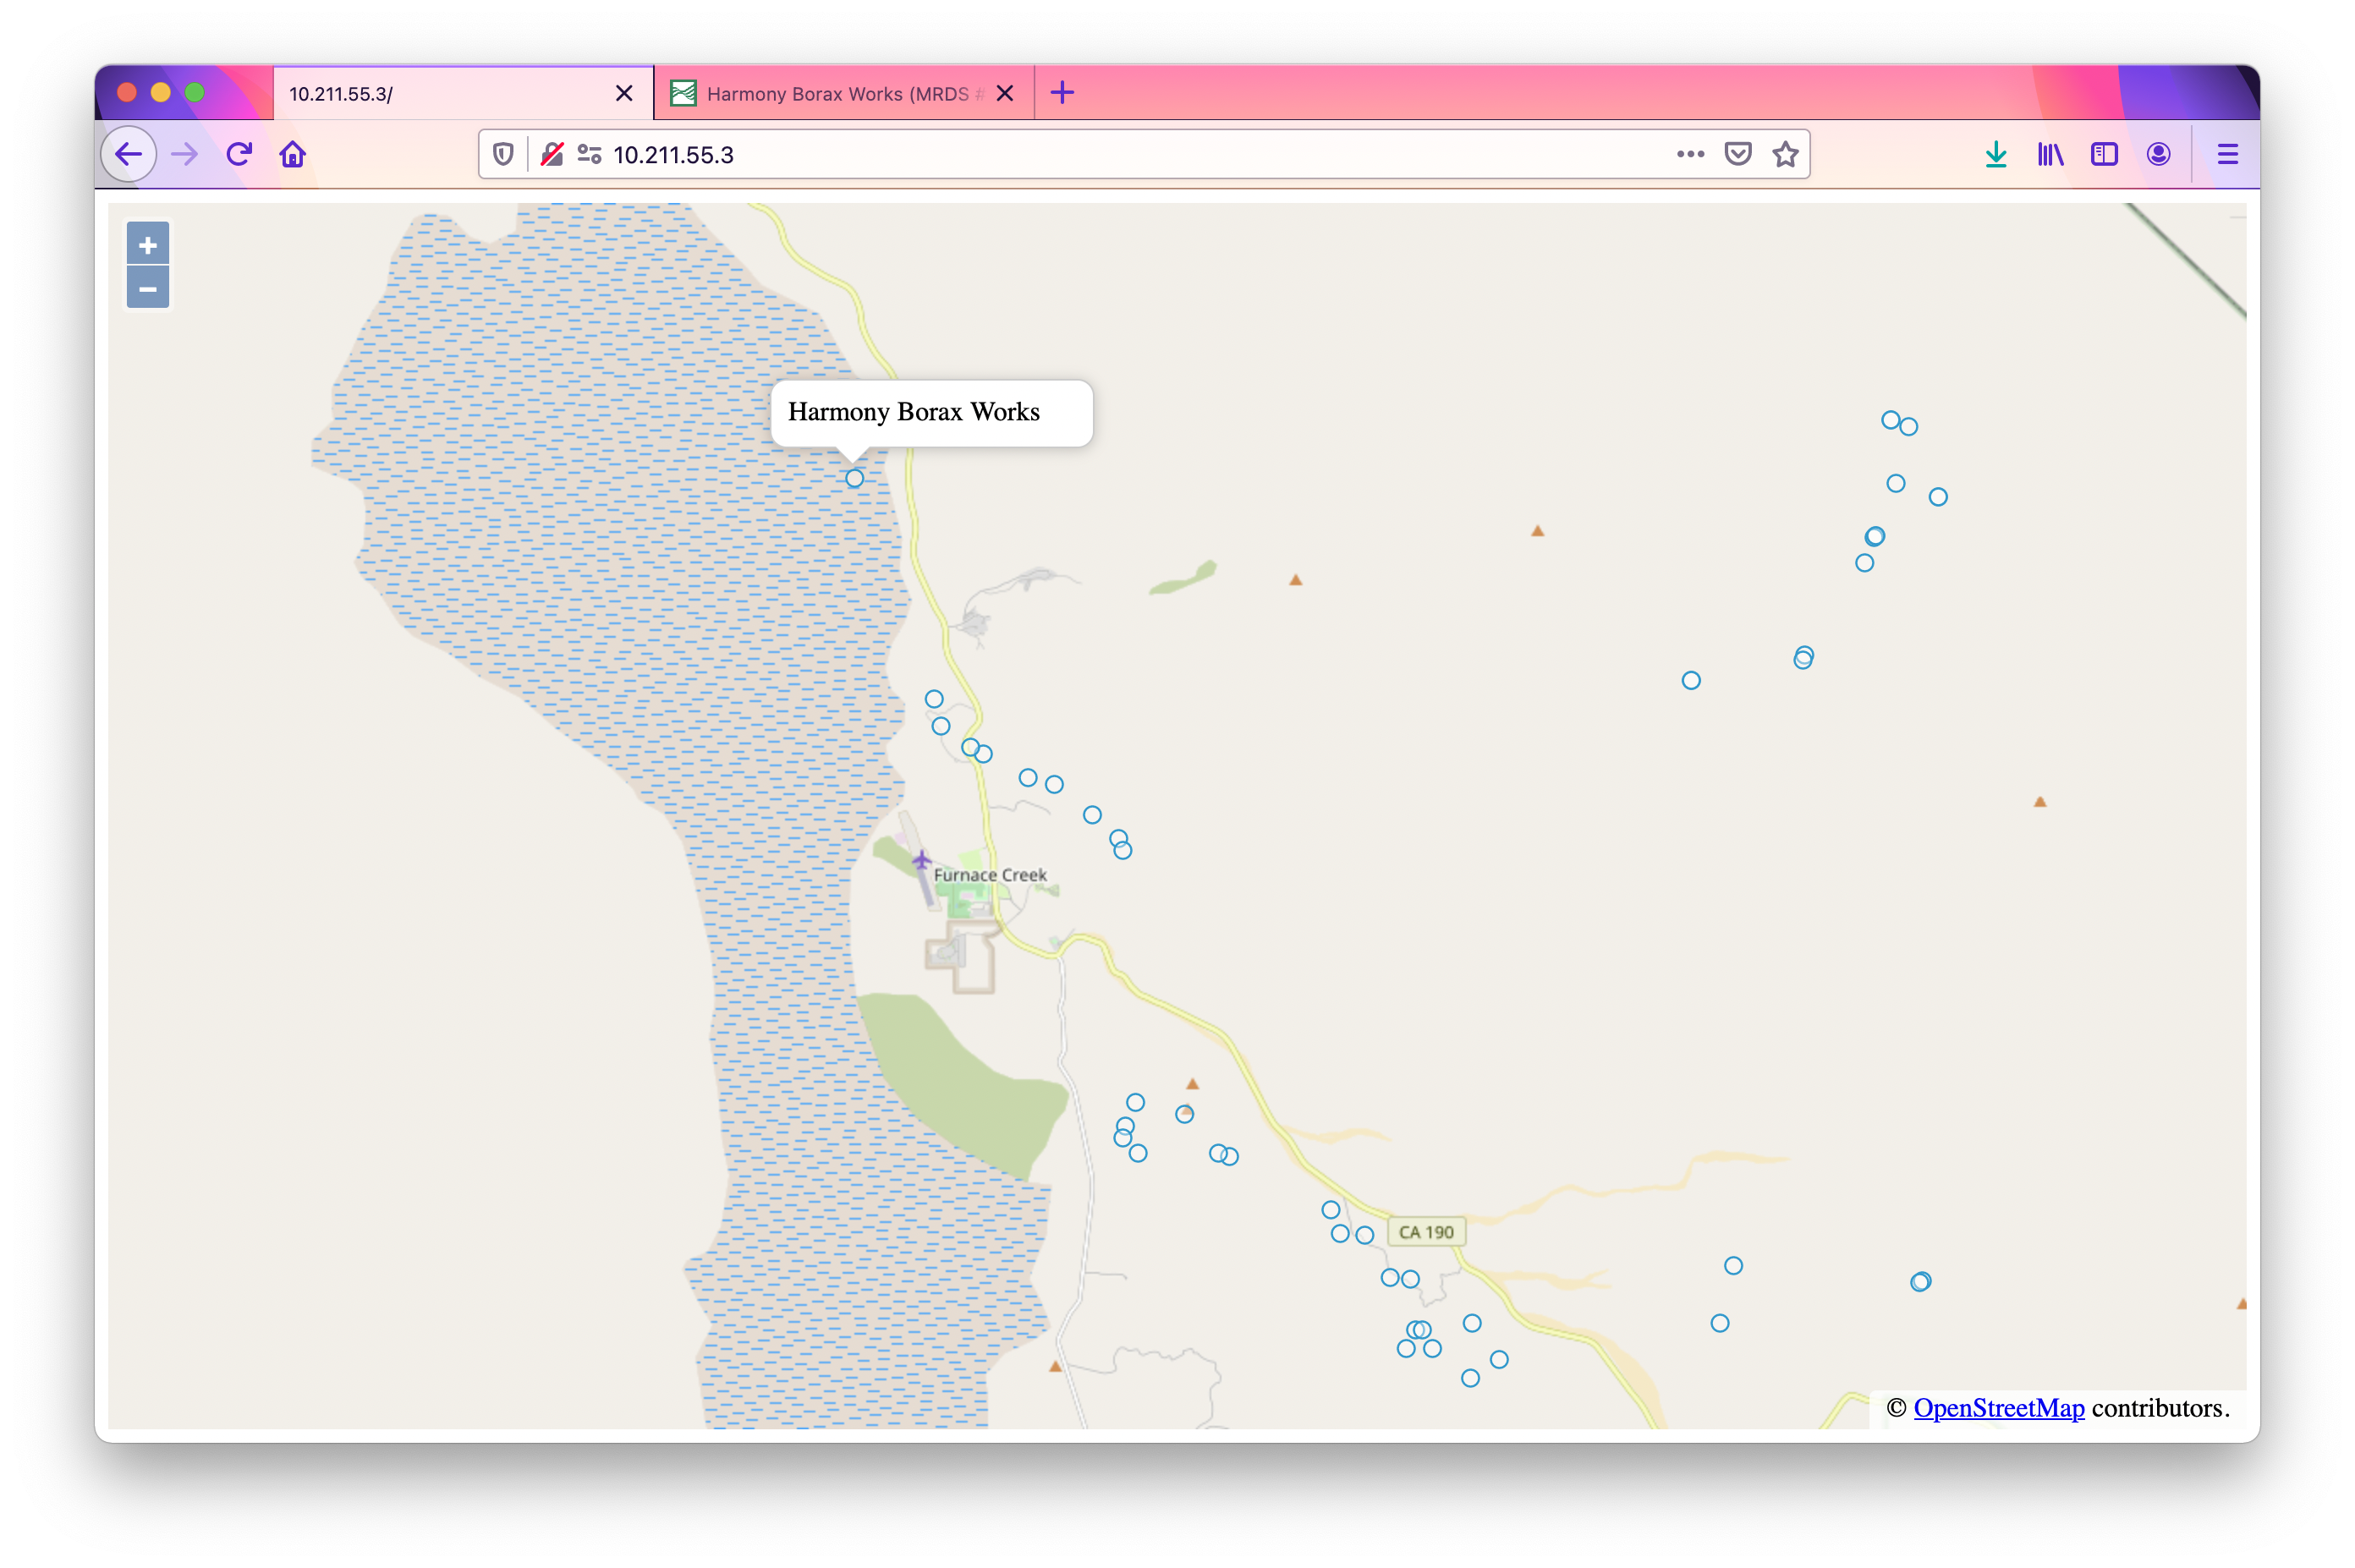 10.211.55.3/
Harmony Borax Works (MRDS #
10.211.55.3
+
−
Harmony Borax Works
Furnace Creek
CA 190
© OpenStreetMap contributors.